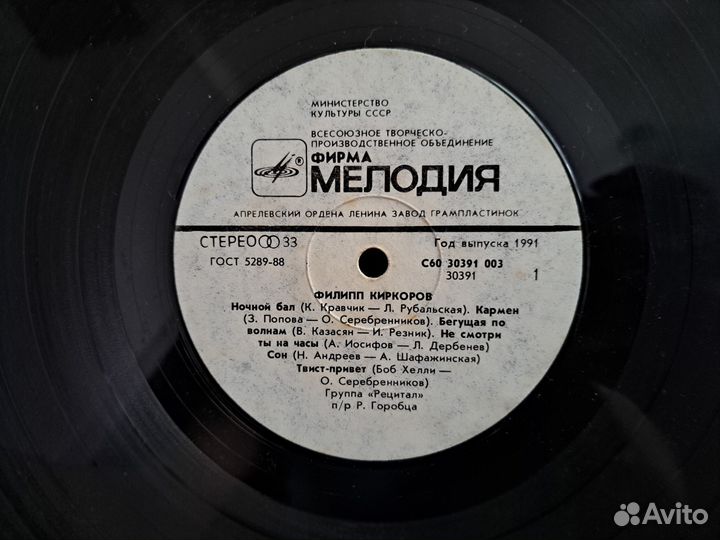 МИНИСТЕРСТВО
КУЛЬТУРЫ СССР
ВСЕСОЮЗНОЕ ТВОРЧЕСКО-
ПРОИЗВОДСТВЕННОЕ ОБЪЕДИНЕНИЕ
®
ФИРМА
МЕЛОДИЯ
АПРЕЛЕВСКИЙ ОРДЕНА ЛЕНИНА ЗАВОД ГРАМПЛАСТИНОК
СТЕРЕО 33
Год выпуска 1991
ГОСТ 5289-88
С60 30391 003
30391
1
ФИЛИПП КИРКОРОВ
Ночной бал (К. Кравчик — Л. Рубальская). Кармен
(З. Попова — О. Серебренников). Бегущая по
волнам (В. Казасян — И. Резник). Не смотри
ты на часы (А. Иосифов — Л. Дербенев)
Сон (Н. Андреев — А. Шафажинская)
Твист-привет (Боб Хелли —
О. Серебренников)
Группа «Рецитал»
п/р Р. Горобца
Avito